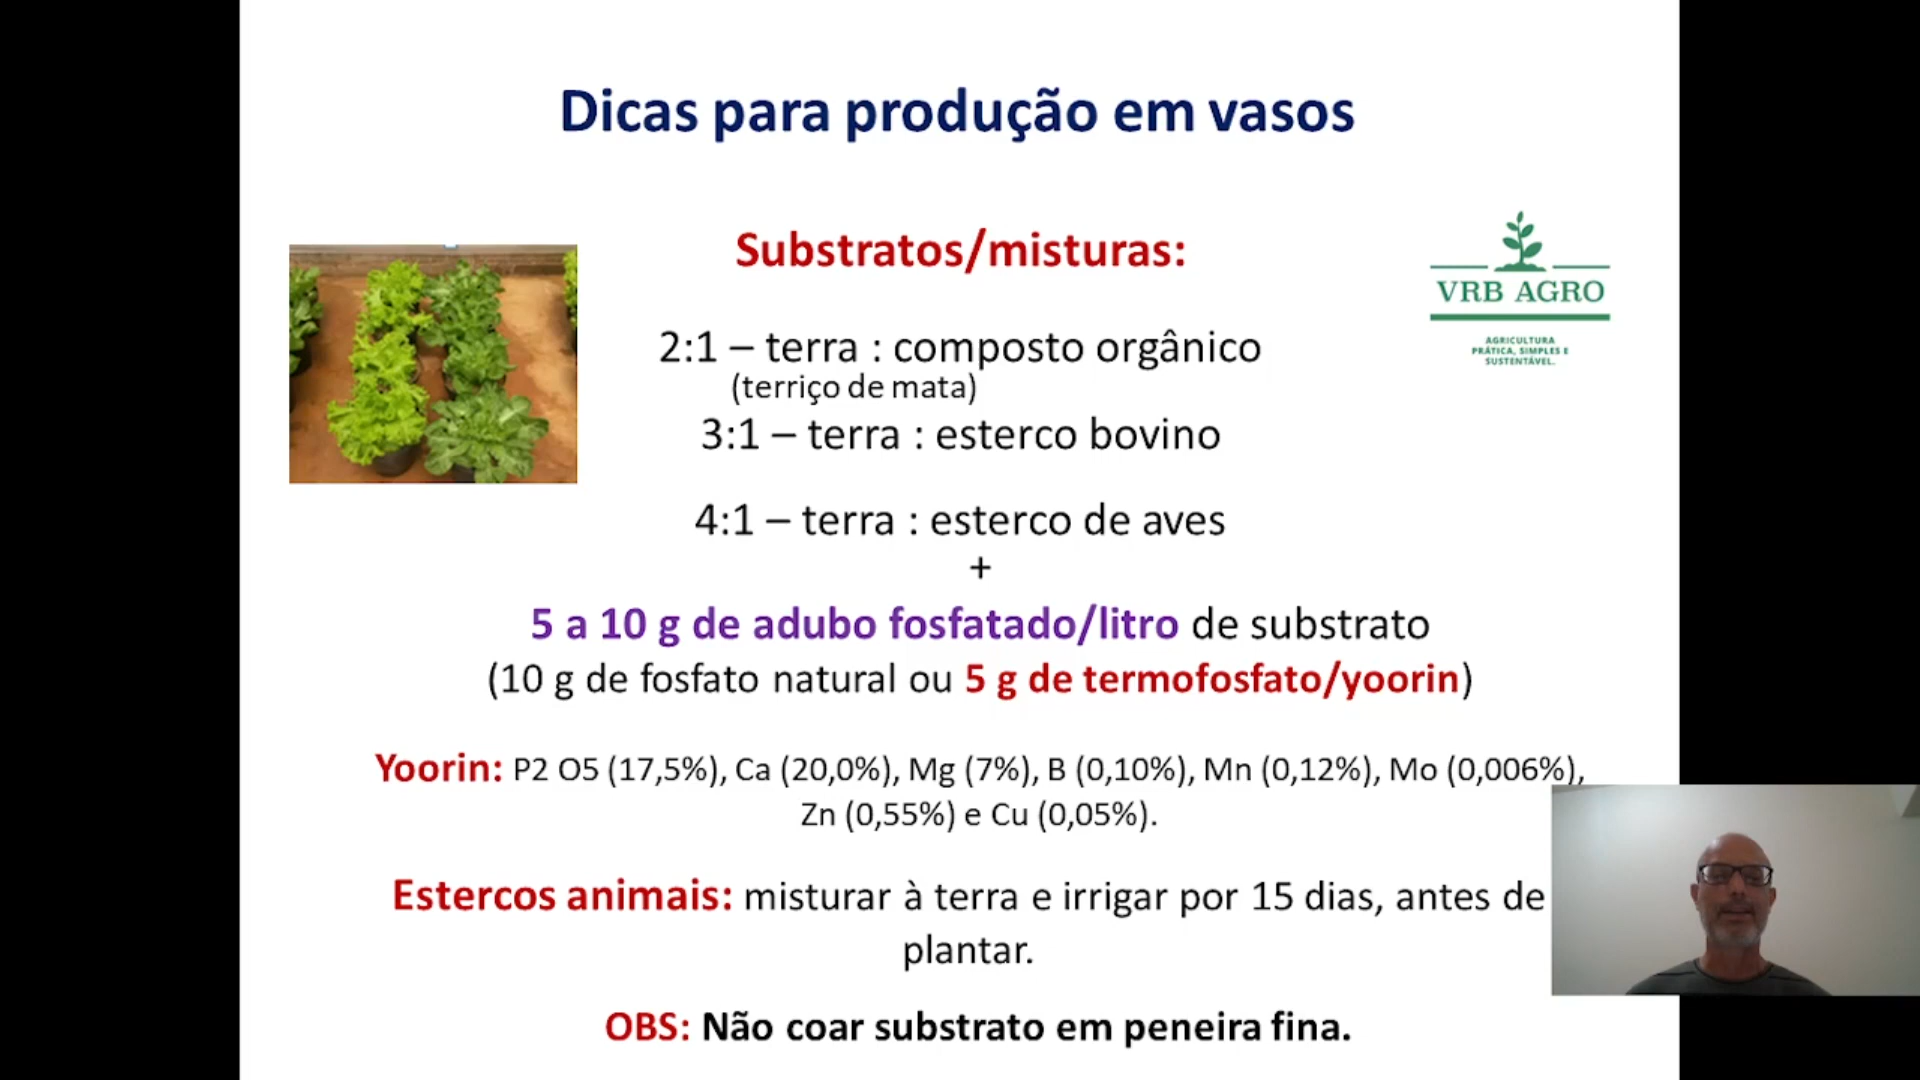 Dicas para produção em vasos
Substratos/misturas:
VRB AGRO
AGRICULTURA
PRÁTICA, SIMPLES E
SUSTENTÁVEL.
2:1 – terra : composto orgânico
(terriço de mata)
3:1 – terra : esterco bovino
4:1 – terra : esterco de aves
+
5 a 10 g de adubo fosfatado/litro de substrato
(10 g de fosfato natural ou 5 g de termofosfato/yoorin)
Yoorin: P2 O5 (17,5%), Ca (20,0%), Mg (7%), B (0,10%), Mn (0,12%), Mo (0,006%),
Zn (0,55%) e Cu (0,05%).
Estercos animais: misturar à terra e irrigar por 15 dias, antes de
plantar.
OBS: Não coar substrato em peneira fina.